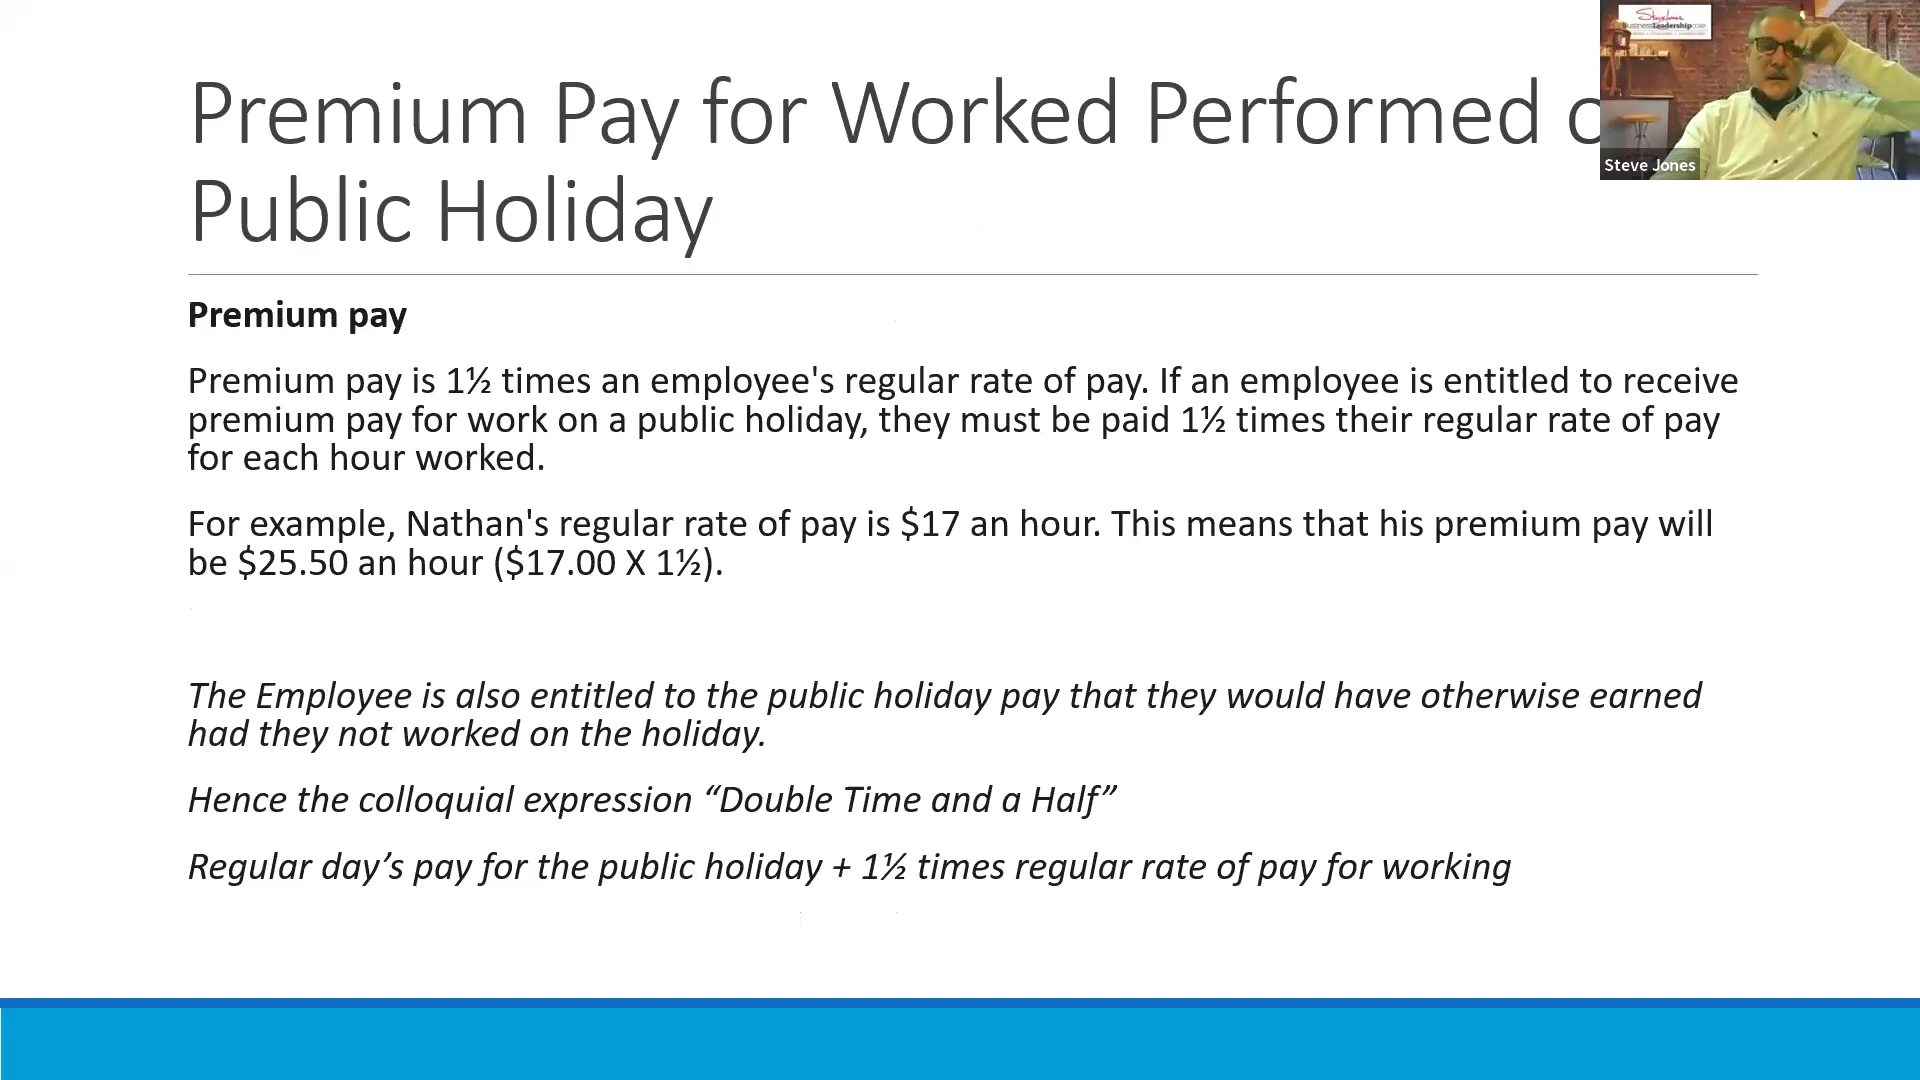 Premium Pay for Worked Performed o
Public Holiday
Steve Jones
Premium pay
Premium pay is 1½ times an employee's regular rate of pay. If an employee is entitled to receive
premium pay for work on a public holiday, they must be paid 1½ times their regular rate of pay
for each hour worked.
For example, Nathan's regular rate of pay is $17 an hour. This means that his premium pay will
be $25.50 an hour ($17.00 X 1½).
The Employee is also entitled to the public holiday pay that they would have otherwise earned
had they not worked on the holiday.
Hence the colloquial expression “Double Time and a Half”
Regular day’s pay for the public holiday + 1½ times regular rate of pay for working